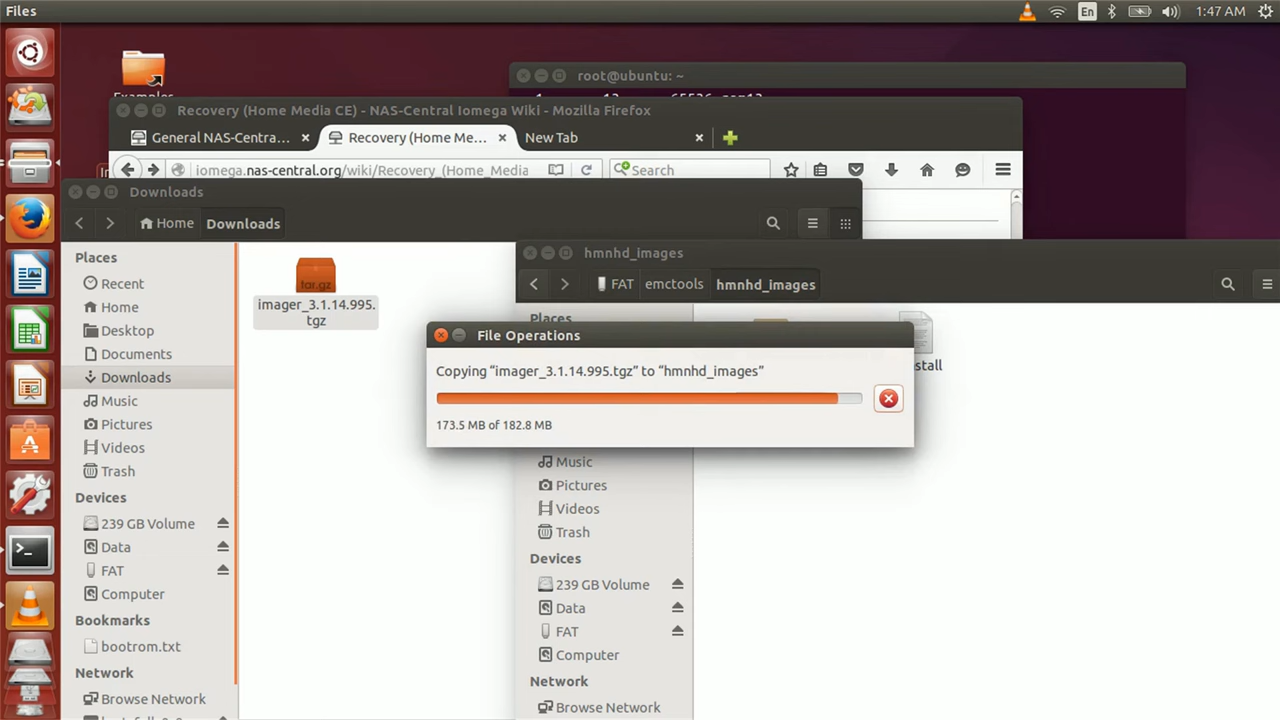 Files
En
1:47 AM
Examples
root@ubuntu: ~
Recovery (Home Media CE) - NAS-Central Iomega Wiki - Mozilla Firefox
General NAS-Centra...
Recovery (Home Me...
New Tab
iomega.nas-central.org/wiki/Recovery_(Home_Media
Search
Downloads
Home
Downloads
Places
Recent
Home
Desktop
Documents
Downloads
Music
Pictures
Videos
Trash
Devices
239 GB Volume
Data
FAT
Computer
Bookmarks
bootrom.txt
Network
Browse Network
tar.gz
imager_3.1.14.995.
tgz
hmnhd_images
FAT
emctools
hmnhd_images
Places
stall
File Operations
Copying “imager_3.1.14.995.tgz” to “hmnhd_images”
173.5 MB of 182.8 MB
Music
Pictures
Videos
Trash
Devices
239 GB Volume
Data
FAT
Computer
Network
Browse Network